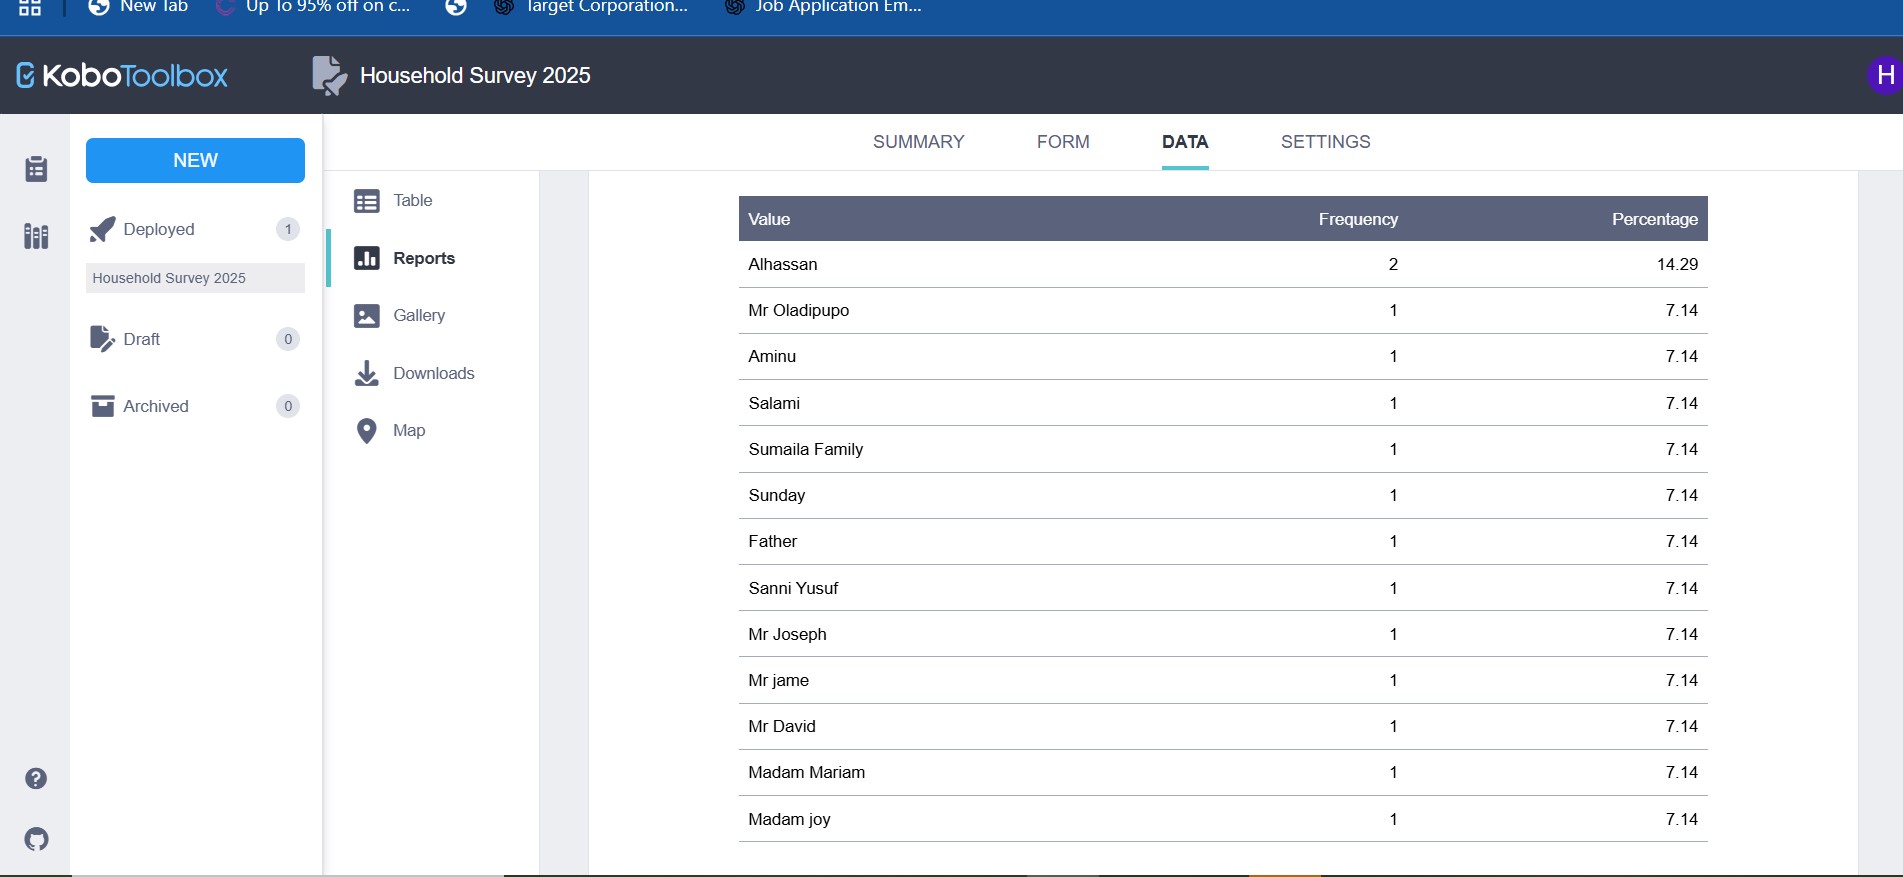 New Tab
Up To 95% off on c...
Target Corporation...
Job Application Em...
KoboToolbox
Household Survey 2025
H
NEW
Deployed 1
Household Survey 2025
Draft 0
Archived 0
SUMMARY FORM DATA SETTINGS
Table
Reports
Gallery
Downloads
Map
Value Frequency Percentage
Alhassan 2 14.29
Mr Oladipupo 1 7.14
Aminu 1 7.14
Salami 1 7.14
Sumaila Family 1 7.14
Sunday 1 7.14
Father 1 7.14
Sanni Yusuf 1 7.14
Mr Joseph 1 7.14
Mr jame 1 7.14
Mr David 1 7.14
Madam Mariam 1 7.14
Madam joy 1 7.14